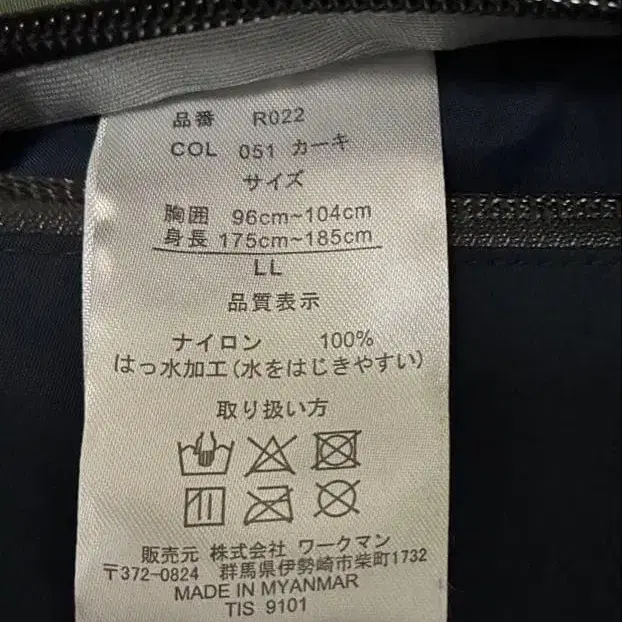 品番 R022
COL 051 カーキ
サイズ
胸囲 96cm~104cm
身長 175cm~185cm
LL
品質表示
ナイロン 100%
はっ水加工(水をはじきやすい)
取り扱い方
販売元 株式会社 ワークマン
〒372-0824 群馬県伊勢崎市柴町1732
MADE IN MYANMAR
TIS 9101